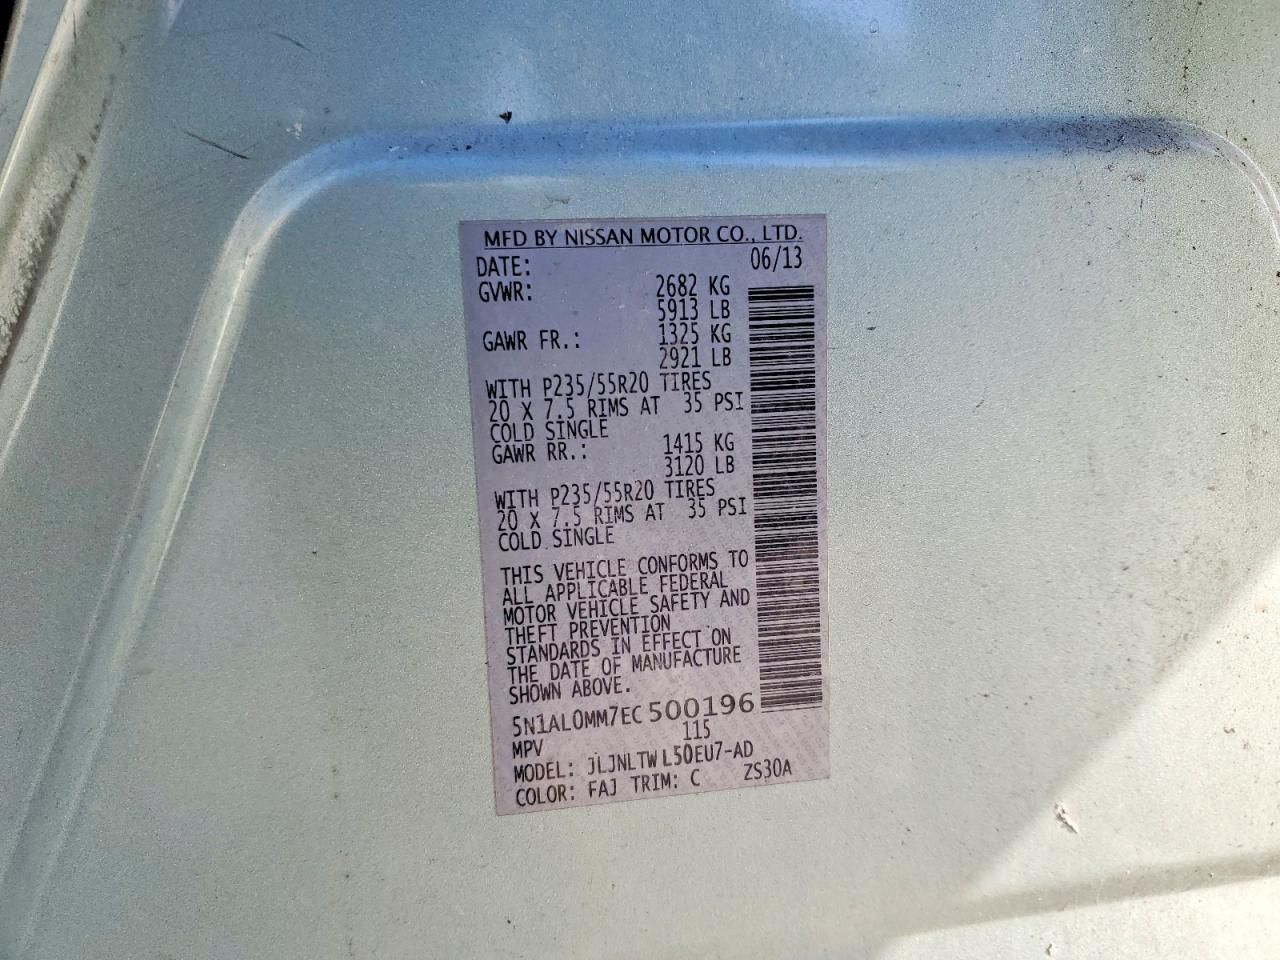 MFD BY NISSAN MOTOR CO., LTD.
DATE: 06/13
GVWR: 2682 KG
5913 LB
GAWR FR.: 1325 KG
2921 LB
WITH P235/55R20 TIRES
20 X 7.5 RIMS AT 35 PSI
COLD SINGLE
GAWR RR.: 1415 KG
3120 LB
WITH P235/55R20 TIRES
20 X 7.5 RIMS AT 35 PSI
COLD SINGLE
THIS VEHICLE CONFORMS TO
ALL APPLICABLE FEDERAL
MOTOR VEHICLE SAFETY AND
THEFT PREVENTION
STANDARDS IN EFFECT ON
THE DATE OF MANUFACTURE
SHOWN ABOVE.
5N1AL0MM7EC500196
MPV 115
MODEL: JLJNLTWL50EU7-AD
COLOR: FAJ TRIM: C ZS30A